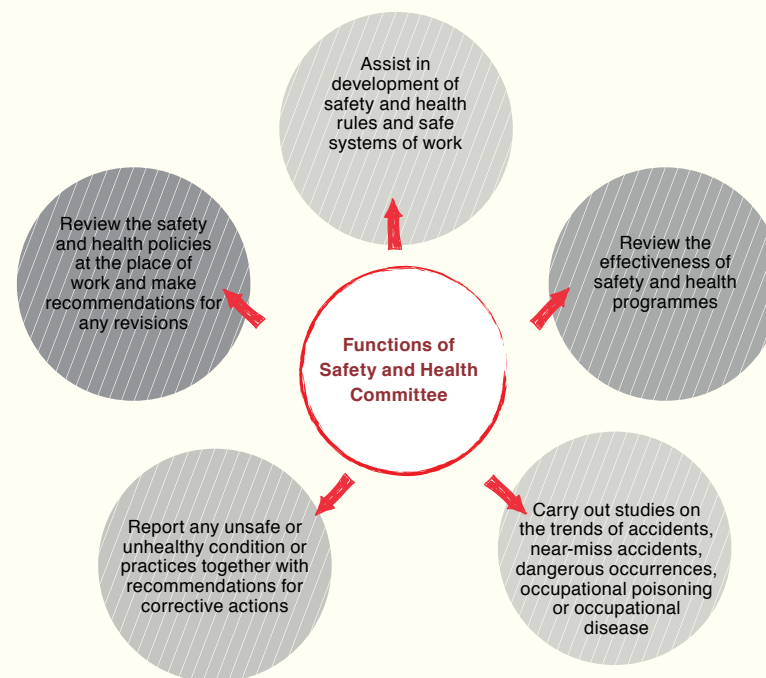 Assist in
development of
safety and health
rules and safe
systems of work
Review the safety
and health policies
at the place of
work and make
recommendations for
any revisions
Review the
effectiveness of
safety and health
programmes
Functions of
Safety and Health
Committee
Report any unsafe or
unhealthy condition or
practices together with
recommendations for
corrective actions
Carry out studies on
the trends of accidents,
near-miss accidents,
dangerous occurrences,
occupational poisoning
or occupational
disease